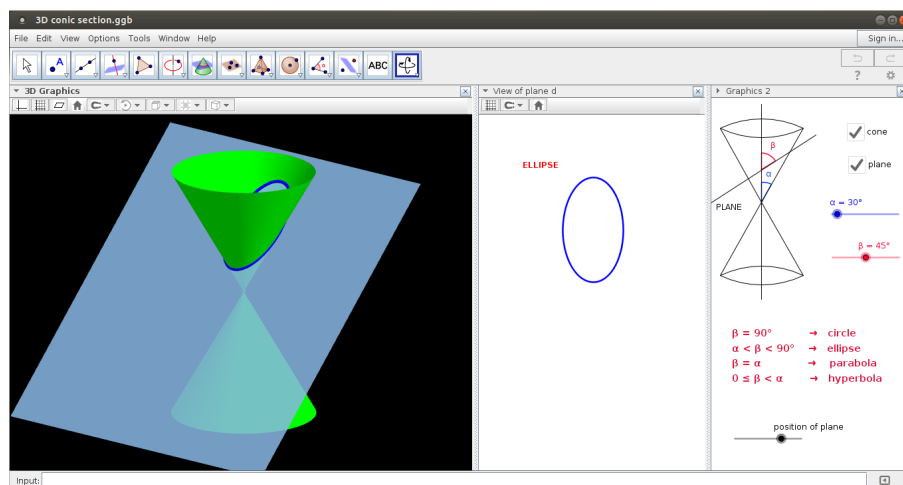 3D conic section.ggb
File Edit View Options Tools Window Help
Sign in...
A
ABC
?
3D Graphics
View of plane d
Graphics 2
ELLIPSE
β
α
PLANE
cone
plane
α = 30°
β = 45°
β = 90° → circle
α < β < 90° → ellipse
β = α → parabola
0 ≤ β < α → hyperbola
position of plane
Input: